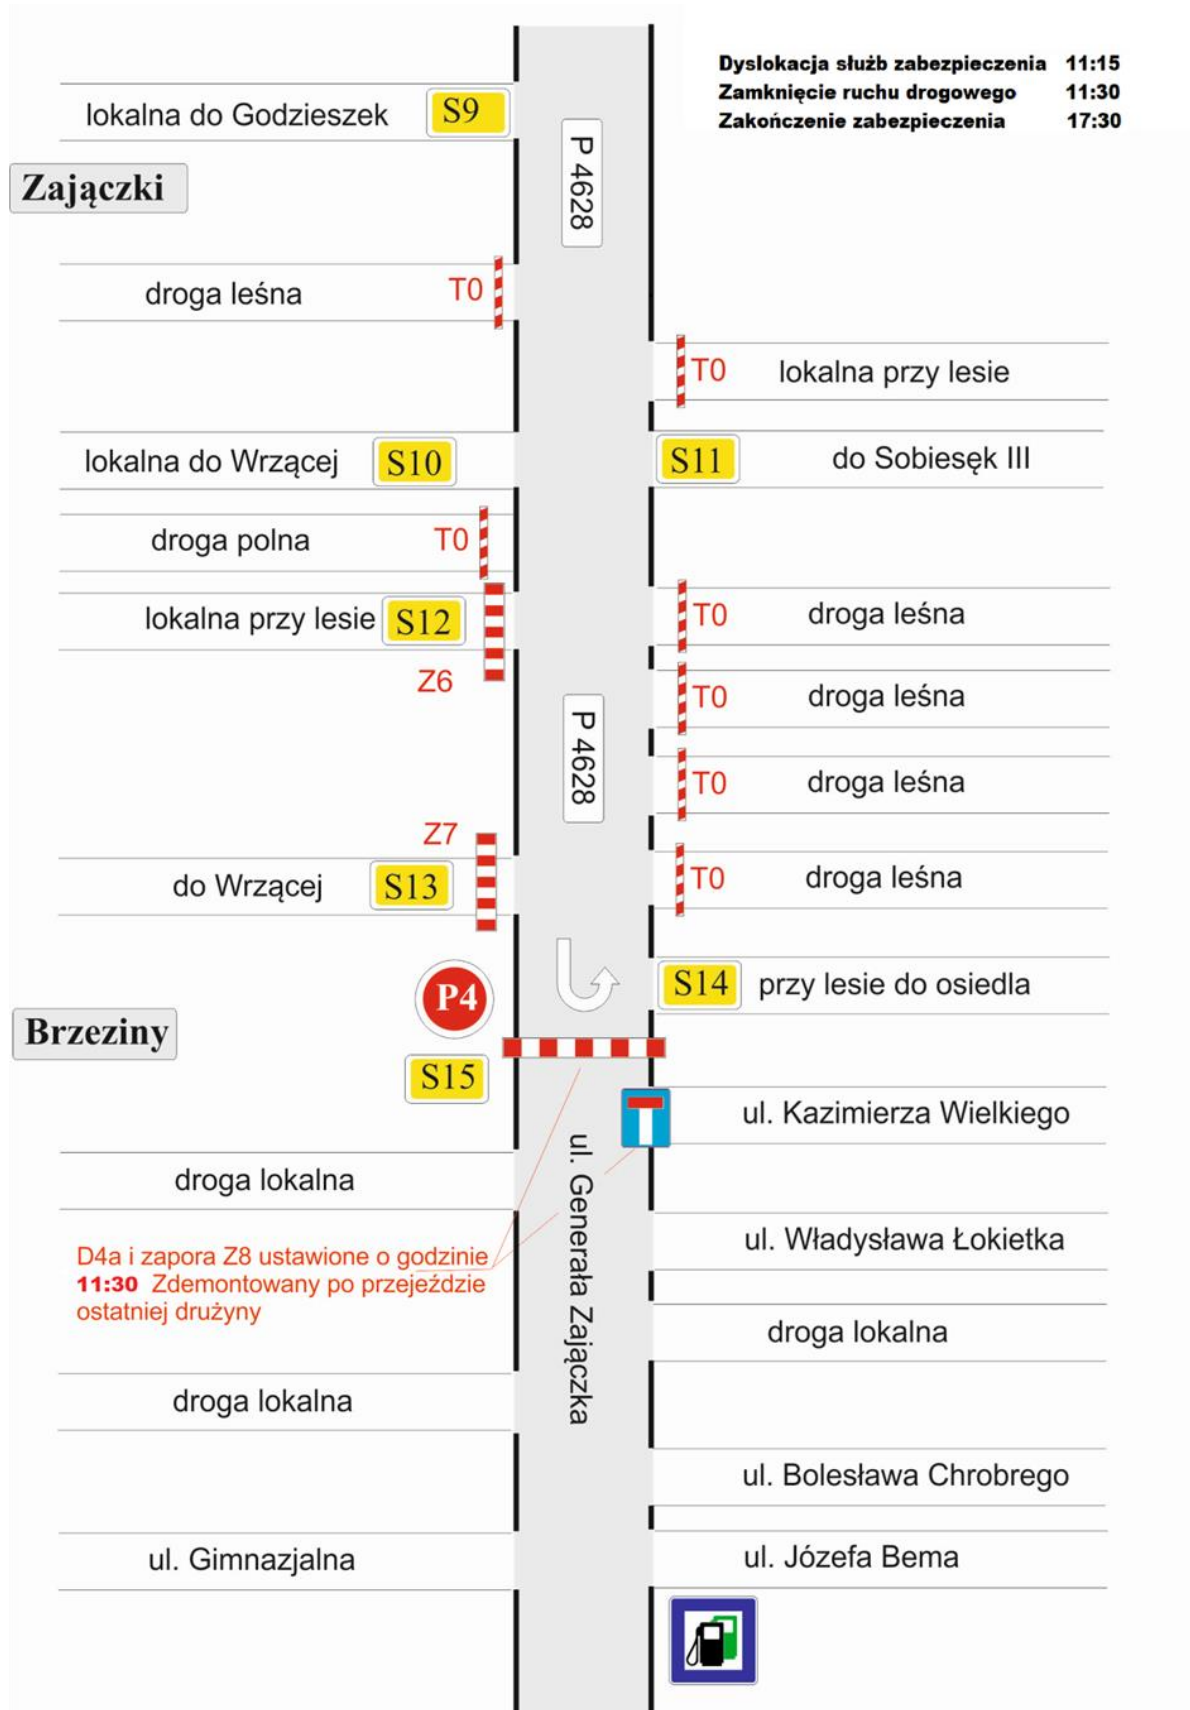 Dyslokacja służb zabezpieczenia 11:15
Zamknięcie ruchu drogowego 11:30
Zakończenie zabezpieczenia 17:30
lokalna do Godzieszek S9
P 4628
Zajączki
droga leśna T0
T0 lokalna przy lesie
lokalna do Wrzącej S10
S11 do Sobiesęk III
droga polna T0
lokalna przy lesie S12
T0 droga leśna
Z6
T0 droga leśna
P 4628
T0 droga leśna
Z7
do Wrzącej S13
T0 droga leśna
P4
S14 przy lesie do osiedla
Brzeziny
S15
ul. Kazimierza Wielkiego
droga lokalna
ul. Generała Zajączka
ul. Władysława Łokietka
D4a i zapora Z8 ustawione o godzinie
11:30 Zdemontowany po przejeździe
ostatniej drużyny
droga lokalna
droga lokalna
ul. Bolesława Chrobrego
ul. Gimnazjalna
ul. Józefa Bema